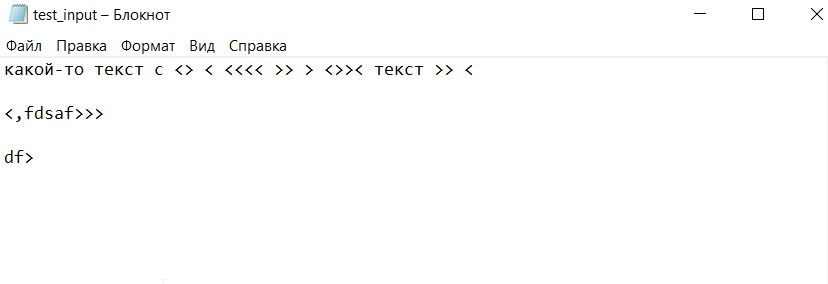 test_input – Блокнот
Файл Правка Формат Вид Справка
какой-то текст с <> < <<<< >> > <>>< текст >> <
<,fdsaf>>>
df>